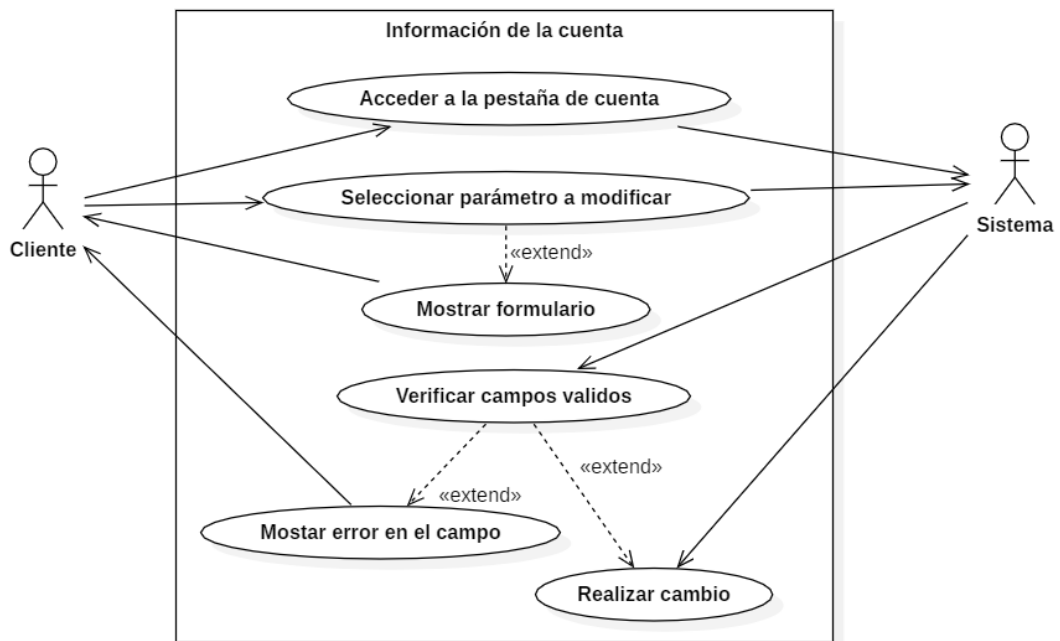 Información de la cuenta
Acceder a la pestaña de cuenta
Seleccionar parámetro a modificar
Cliente
Sistema
«extend»
Mostrar formulario
Verificar campos validos
«extend»
«extend»
Mostar error en el campo
Realizar cambio